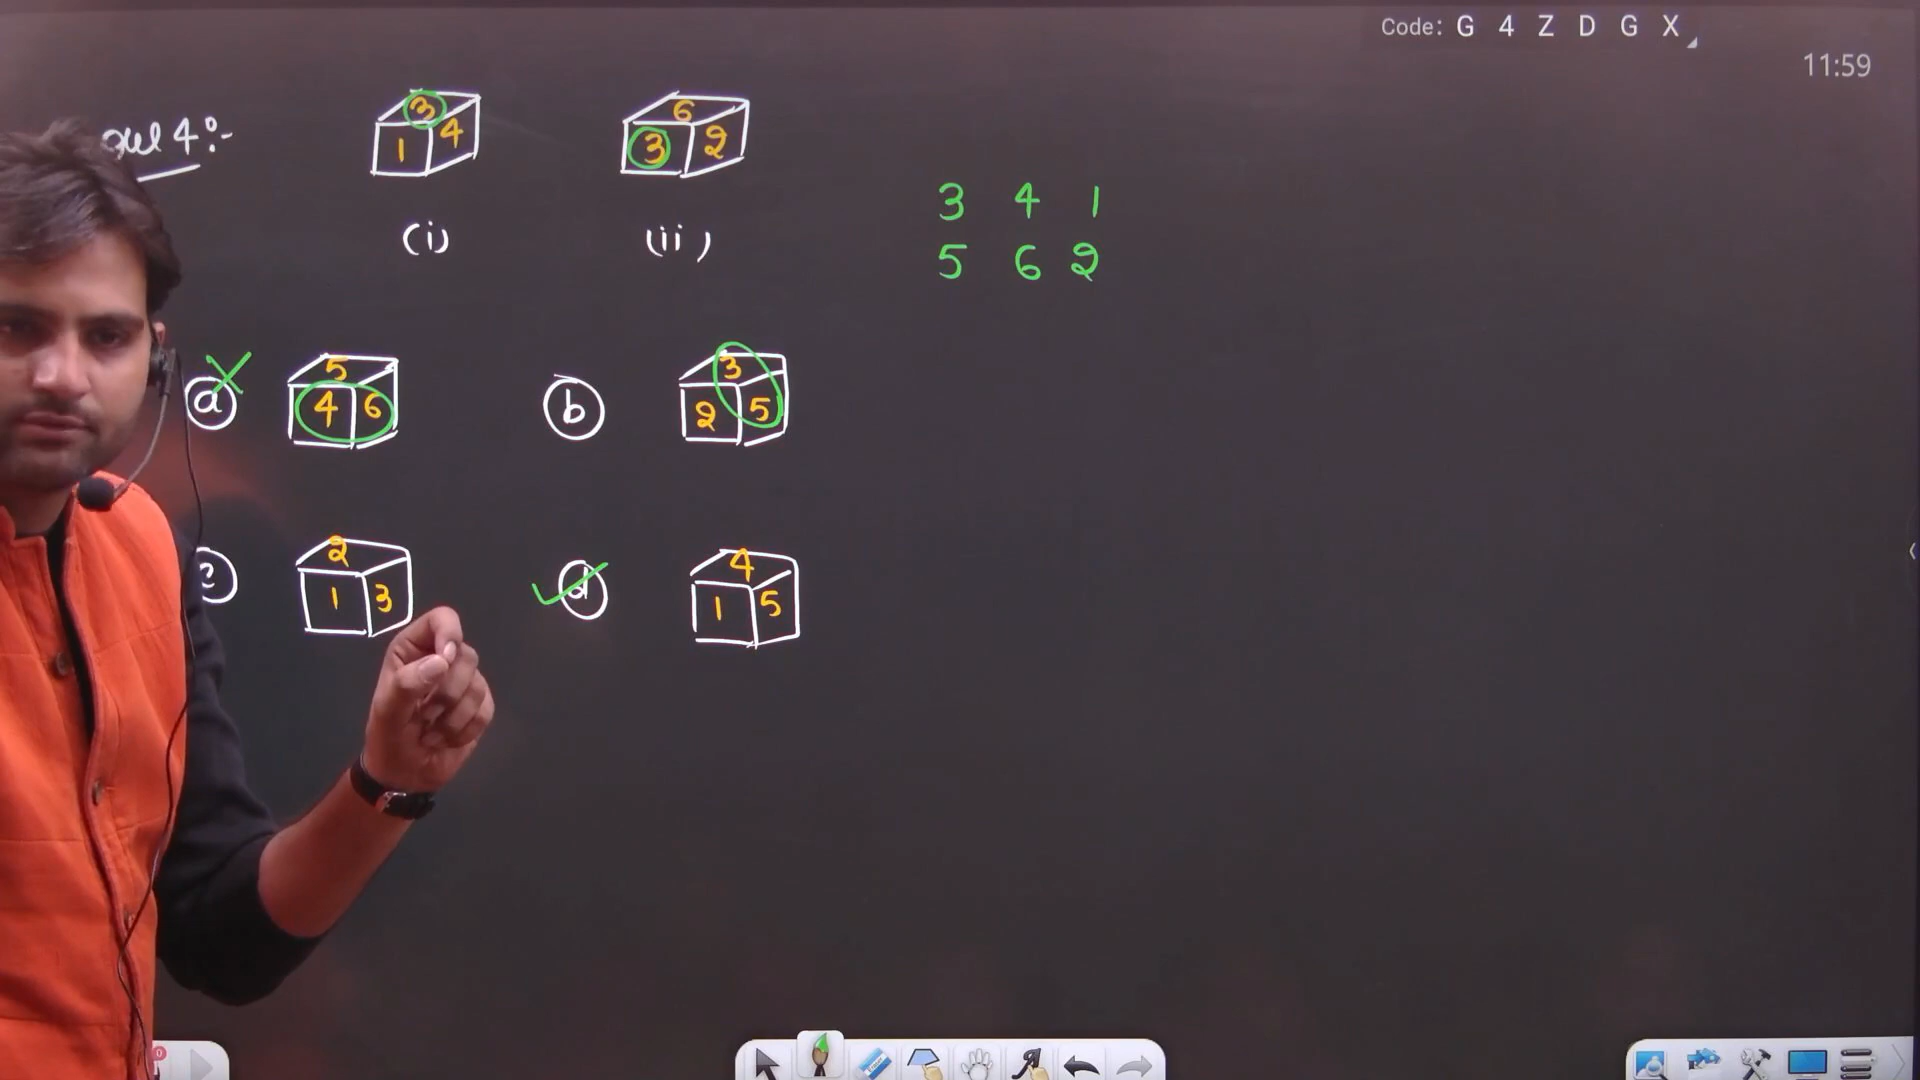 Code: G 4 Z D G X
11:59
Que 4:-
3
1 4
6
3 2
(i) (ii)
3 4 1
5 6 2
a
5
4 6
b
3
2 5
2
1 3
d
4
1 5